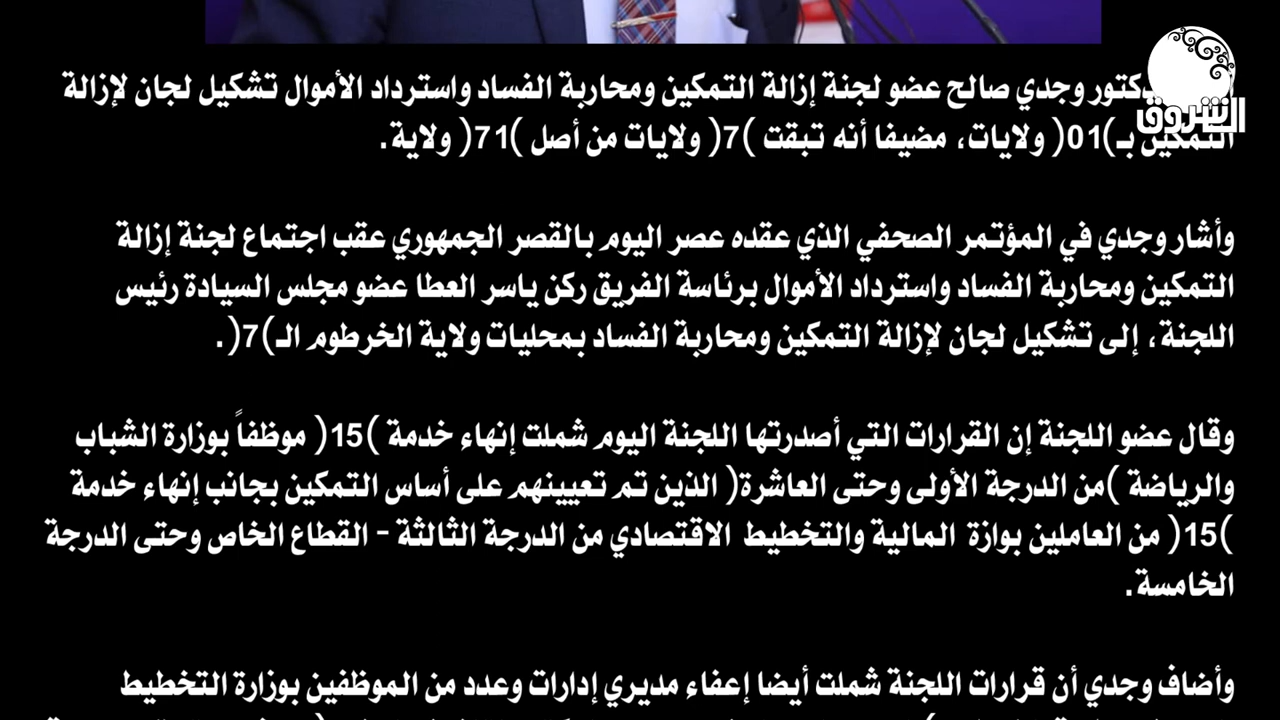 الشروق
وجدي صالح عضو لجنة إزالة التمكين ومحاربة الفساد واسترداد الأموال تشكيل لجان لإزالة
التمكين بـ)01( ولايات، مضيفا أنه تبقت )7( ولايات من أصل )71( ولاية.
وأشار وجدي في المؤتمر الصحفي الذي عقده عصر اليوم بالقصر الجمهوري عقب اجتماع لجنة إزالة
التمكين ومحاربة الفساد واسترداد الأموال برئاسة الفريق ركن ياسر العطا عضو مجلس السيادة رئيس
اللجنة، إلى تشكيل لجان لإزالة التمكين ومحاربة الفساد بمحليات ولاية الخرطوم الـ)7(.
وقال عضو اللجنة إن القرارات التي أصدرتها اللجنة اليوم شملت إنهاء خدمة )15( موظفاً بوزارة الشباب
والرياضة )من الدرجة الأولى وحتى العاشرة( الذين تم تعيينهم على أساس التمكين بجانب إنهاء خدمة
)15( من العاملين بوازة المالية والتخطيط الاقتصادي من الدرجة الثالثة - القطاع الخاص وحتى الدرجة
الخامسة.
وأضاف وجدي أن قرارات اللجنة شملت أيضا إعفاء مديري إدارات وعدد من الموظفين بوزارة التخطيط